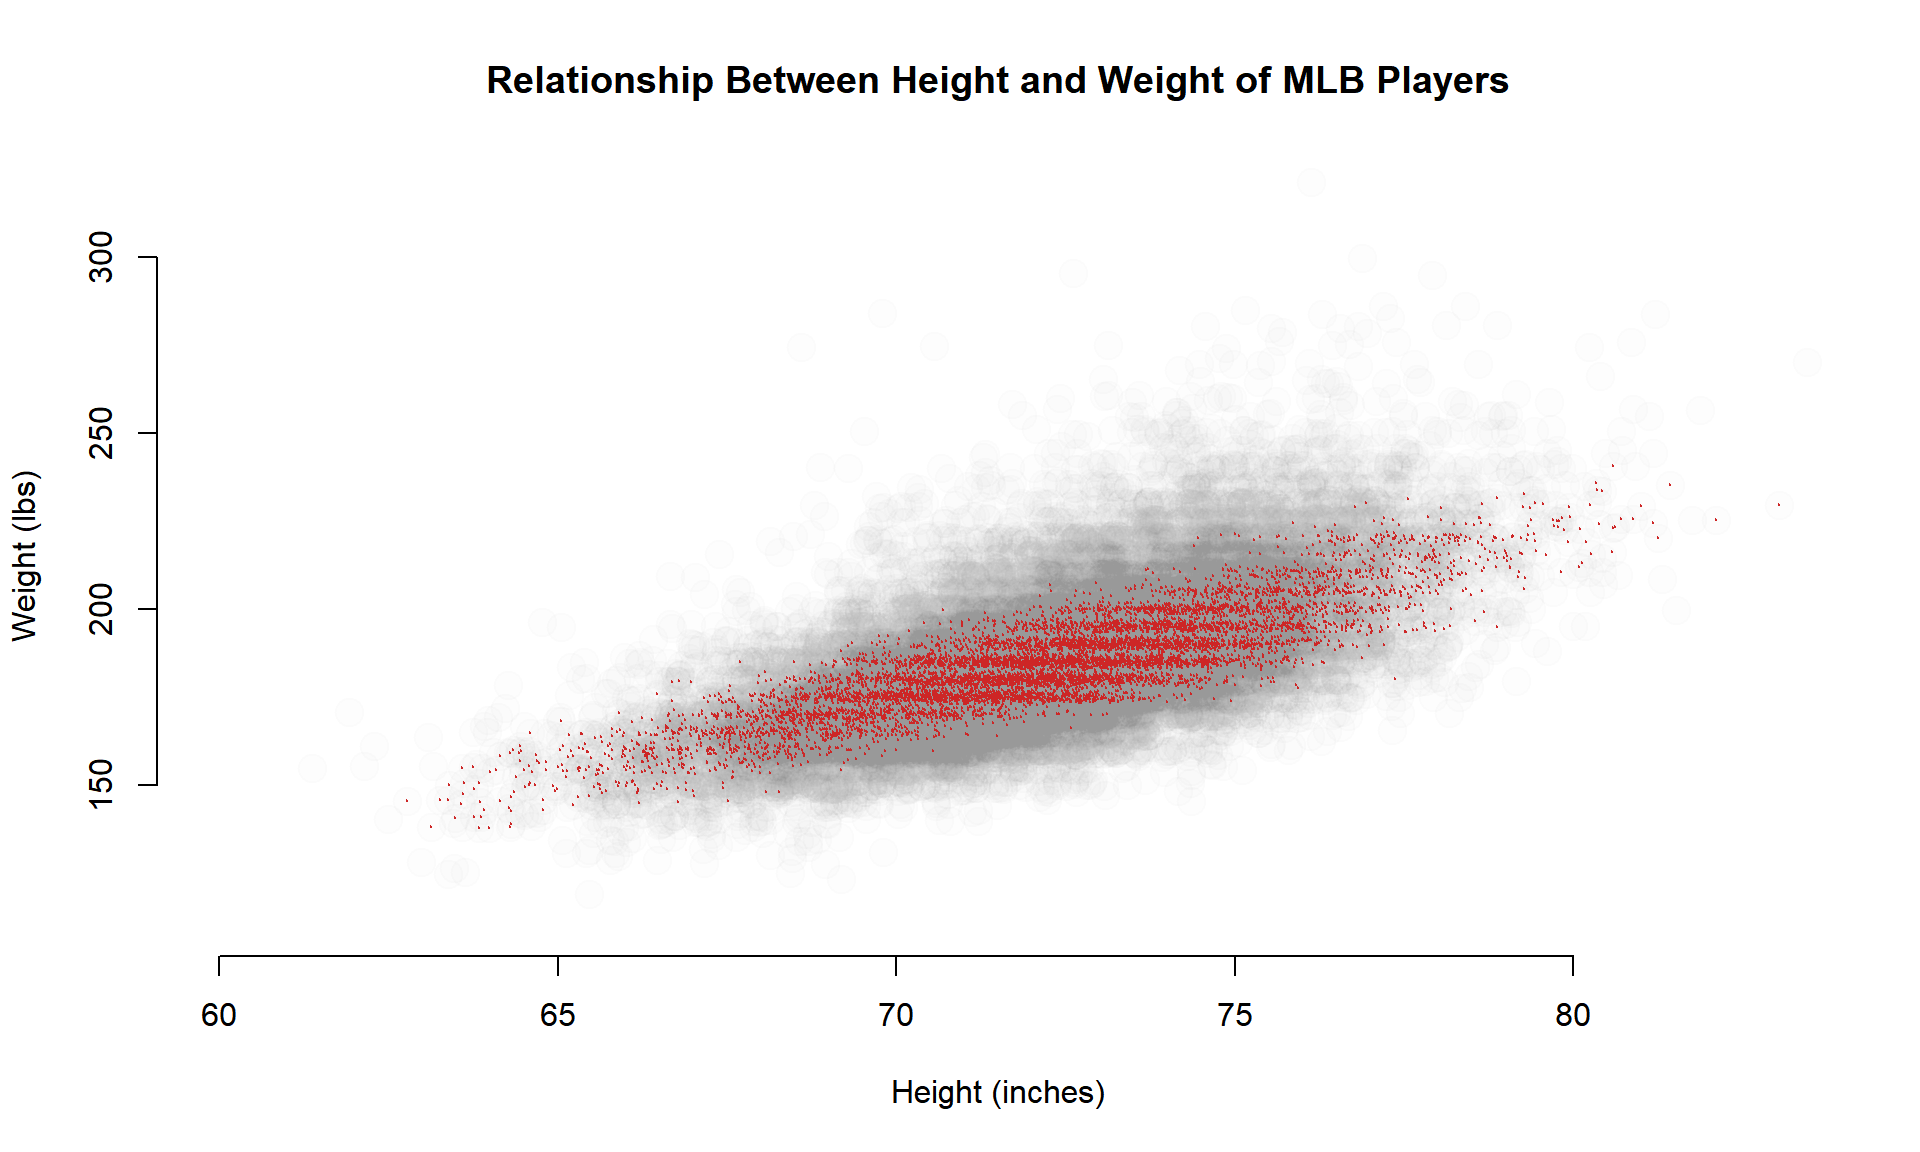 Relationship Between Height and Weight of MLB Players
Weight (lbs)
300
250
200
150
60 65 70 75 80
Height (inches)